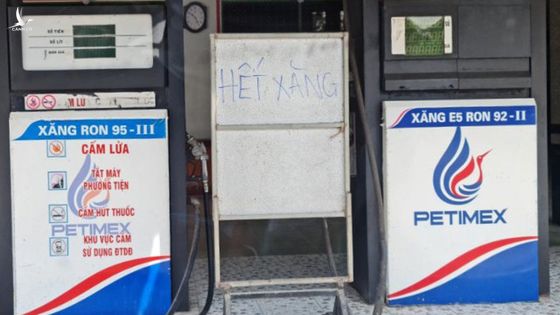 SỐ TIỀN
SỐ LÍT
HẾT XĂNG
M LỬ
XĂNG RON 95-III
CẤM LỬA
TẮT MÁY
PHƯƠNG TIỆN
CẤM HÚT THUỐC
KHU VỰC CẤM
SỬ DỤNG ĐTDĐ
PETIMEX
XĂNG E5 RON 92-II
PETIMEX